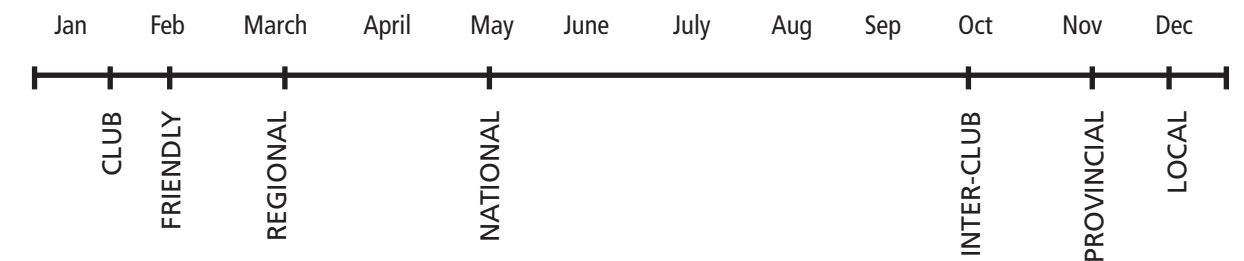 Jan Feb March April May June July Aug Sep Oct Nov Dec
CLUB
FRIENDLY
REGIONAL
NATIONAL
INTER-CLUB
PROVINCIAL
LOCAL